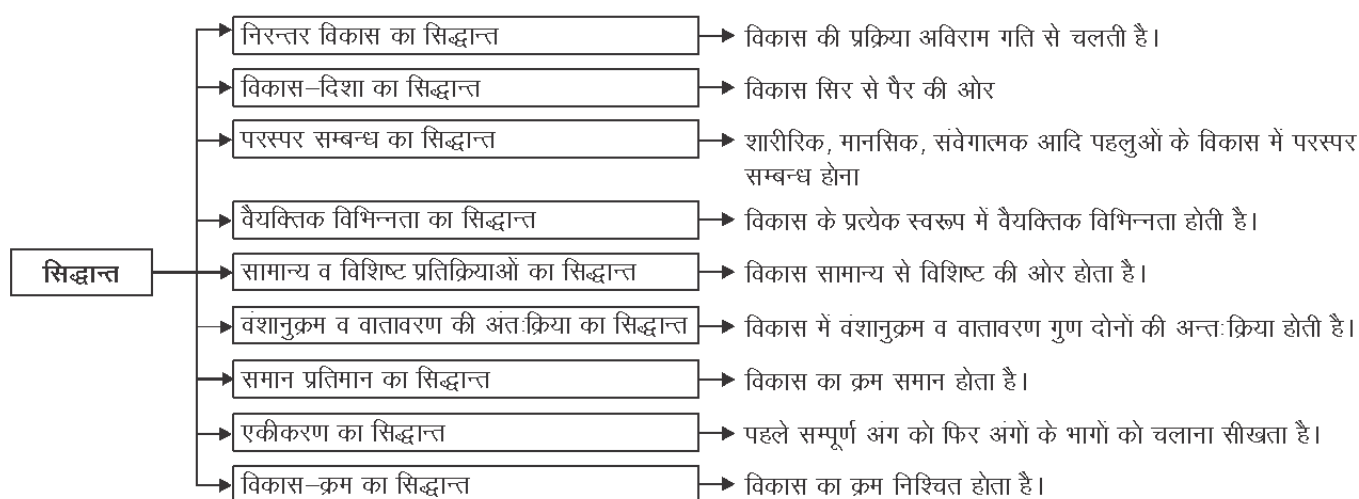 निरन्तर विकास का सिद्धान्त
विकास की प्रक्रिया अविराम गति से चलती है।
विकास–दिशा का सिद्धान्त
विकास सिर से पैर की ओर
परस्पर सम्बन्ध का सिद्धान्त
शारीरिक, मानसिक, संवेगात्मक आदि पहलुओं के विकास में परस्पर
सम्बन्ध होना
वैयक्तिक विभिन्नता का सिद्धान्त
विकास के प्रत्येक स्वरूप में वैयक्तिक विभिन्नता होती है।
सिद्धान्त
सामान्य व विशिष्ट प्रतिक्रियाओं का सिद्धान्त
विकास सामान्य से विशिष्ट की ओर होता है।
वंशानुक्रम व वातावरण की अंतःक्रिया का सिद्धान्त
विकास में वंशानुक्रम व वातावरण गुण दोनों की अन्तःक्रिया होती है।
समान प्रतिमान का सिद्धान्त
विकास का क्रम समान होता है।
एकीकरण का सिद्धान्त
पहले सम्पूर्ण अंग को फिर अंगों के भागों को चलाना सीखता है।
विकास–क्रम का सिद्धान्त
विकास का क्रम निश्चित होता है।